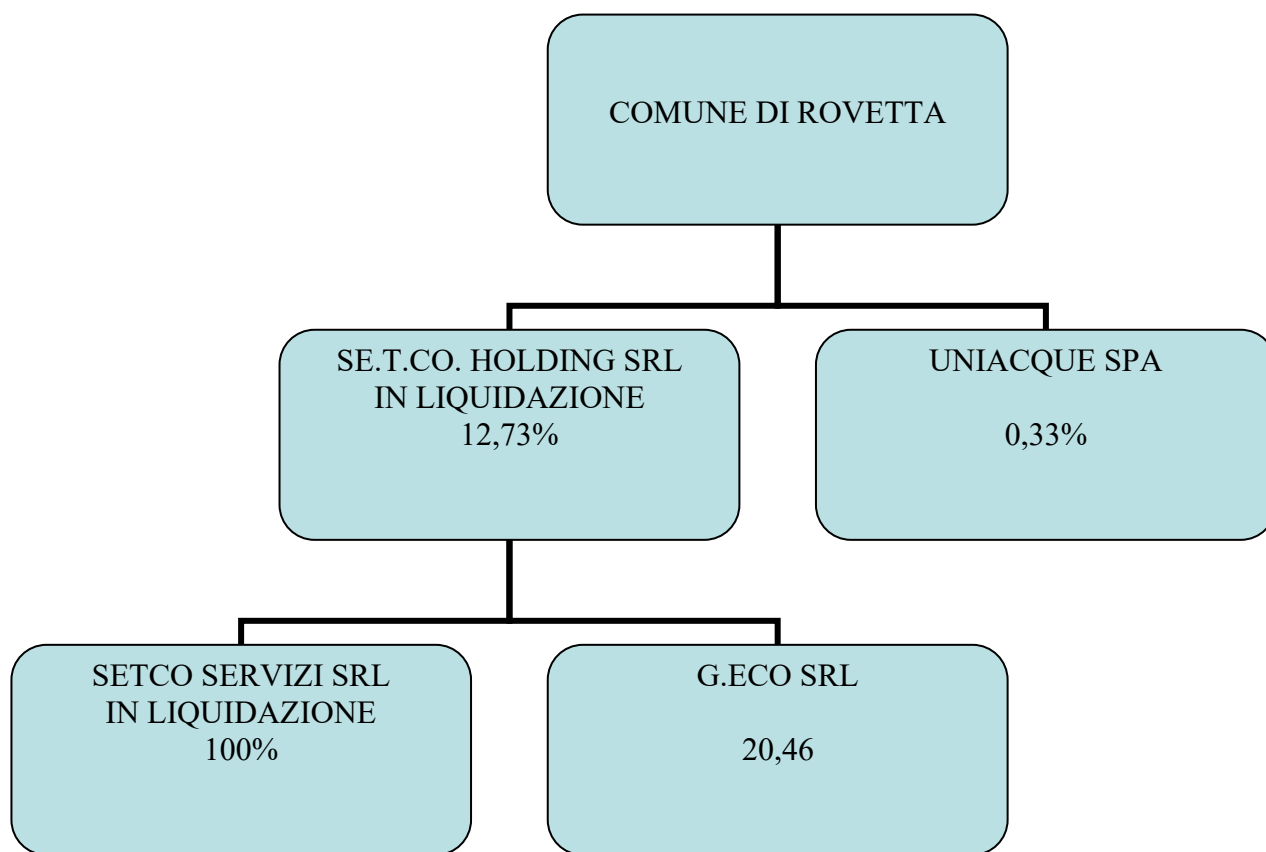 COMUNE DI ROVETTA
SE.T.CO. HOLDING SRL
IN LIQUIDAZIONE
12,73%
UNIACQUE SPA
0,33%
SETCO SERVIZI SRL
IN LIQUIDAZIONE
100%
G.ECO SRL
20,46